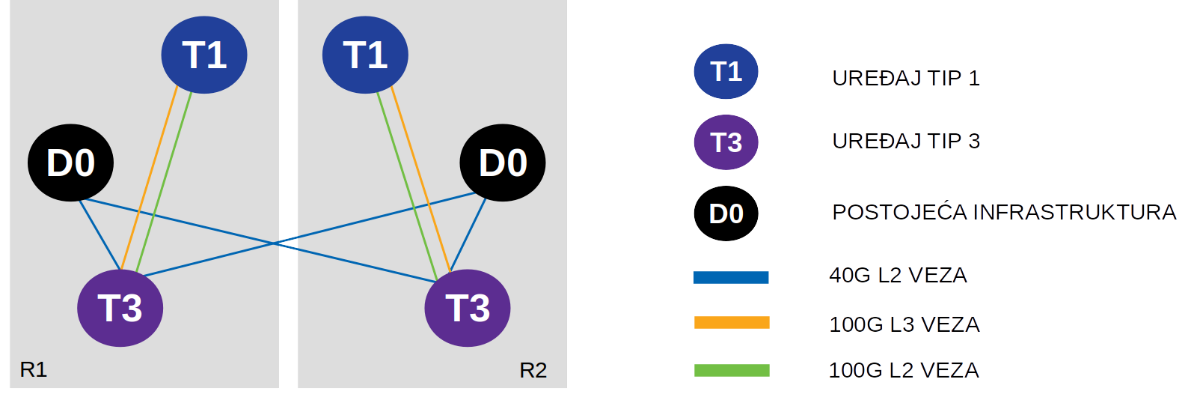 T1
T1
D0
D0
T3
T3
R1
R2
T1 UREĐAJ TIP 1
T3 UREĐAJ TIP 3
D0 POSTOJEĆA INFRASTRUKTURA
40G L2 VEZA
100G L3 VEZA
100G L2 VEZA